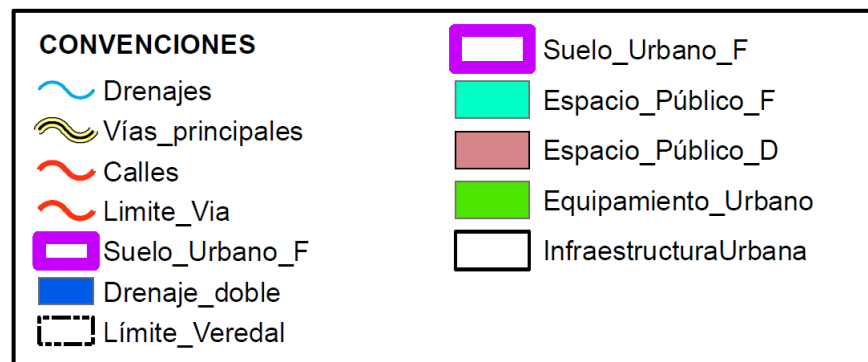 CONVENCIONES
Drenajes
Vías_principales
Calles
Limite_Via
Suelo_Urbano_F
Drenaje_doble
Límite_Veredal
Suelo_Urbano_F
Espacio_Público_F
Espacio_Público_D
Equipamiento_Urbano
InfraestructuraUrbana